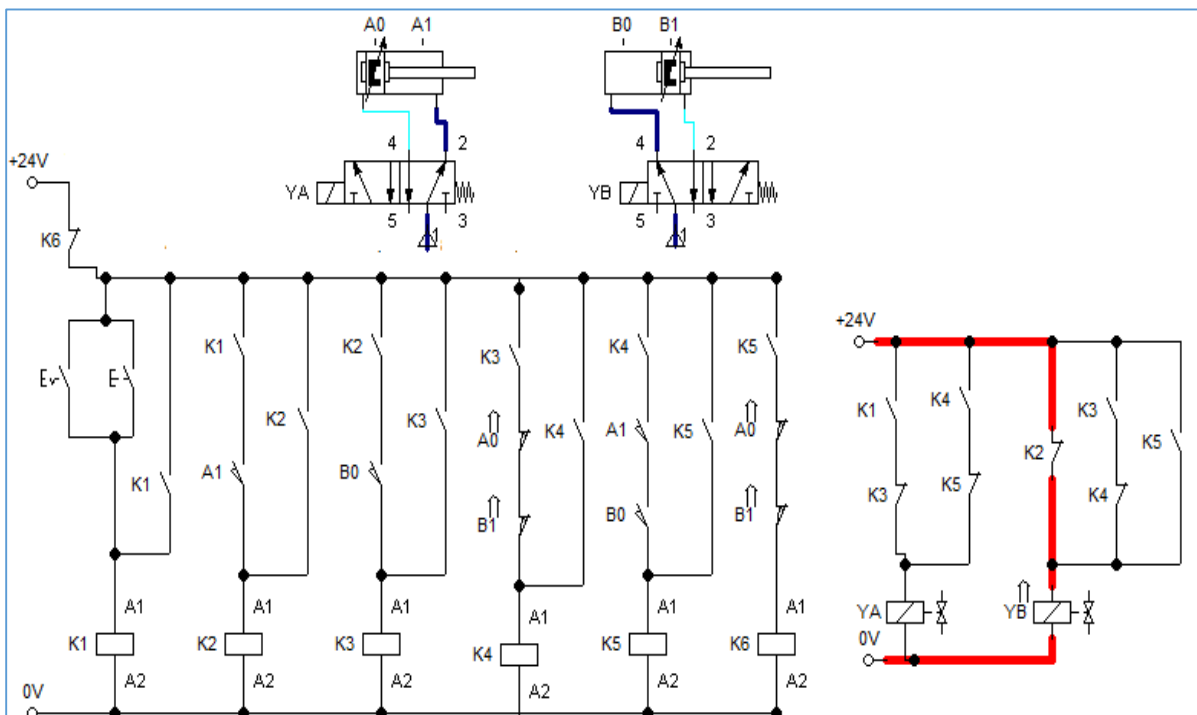 A0 A1 B0 B1
4 2 4 2
+24V
YA YB
5 3 5 3
1 1
K6
+24V
K1 K2 K3 K4 K5
K4 K3
K1 K5
E E K2 K3 A0 K4 A1 K5 A0 K2
A1 B0
K1 B1 B0 B1 K3 K5 K4
A1 A1 A1 A1 A1 A1
YA YB
K1 K2 K3 K4 K5 K6
0V
A2 A2 A2 A2 A2 A2
0V